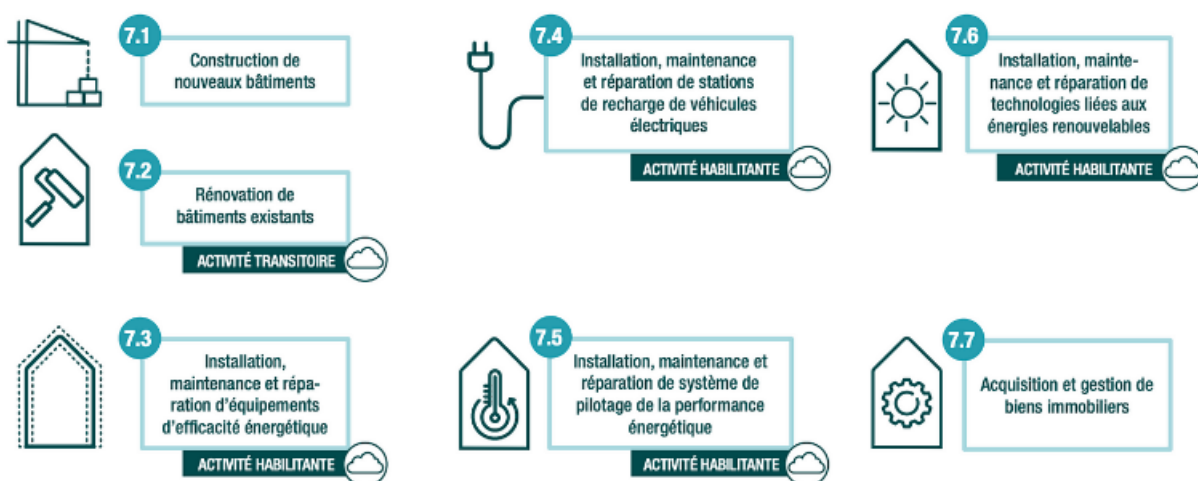 7.1
Construction de
nouveaux bâtiments
7.2
Rénovation de
bâtiments existants
ACTIVITÉ TRANSITOIRE
7.3
Installation,
maintenance et répa-
ration d'équipements
d'efficacité énergétique
ACTIVITÉ HABILITANTE
7.4
Installation, maintenance
et réparation de stations
de recharge de véhicules
électriques
ACTIVITÉ HABILITANTE
7.5
Installation, maintenance et
réparation de système de
pilotage de la performance
énergétique
ACTIVITÉ HABILITANTE
7.6
Installation, mainte-
nance et réparation de
technologies liées aux
énergies renouvelables
ACTIVITÉ HABILITANTE
7.7
Acquisition et gestion de
biens immobiliers